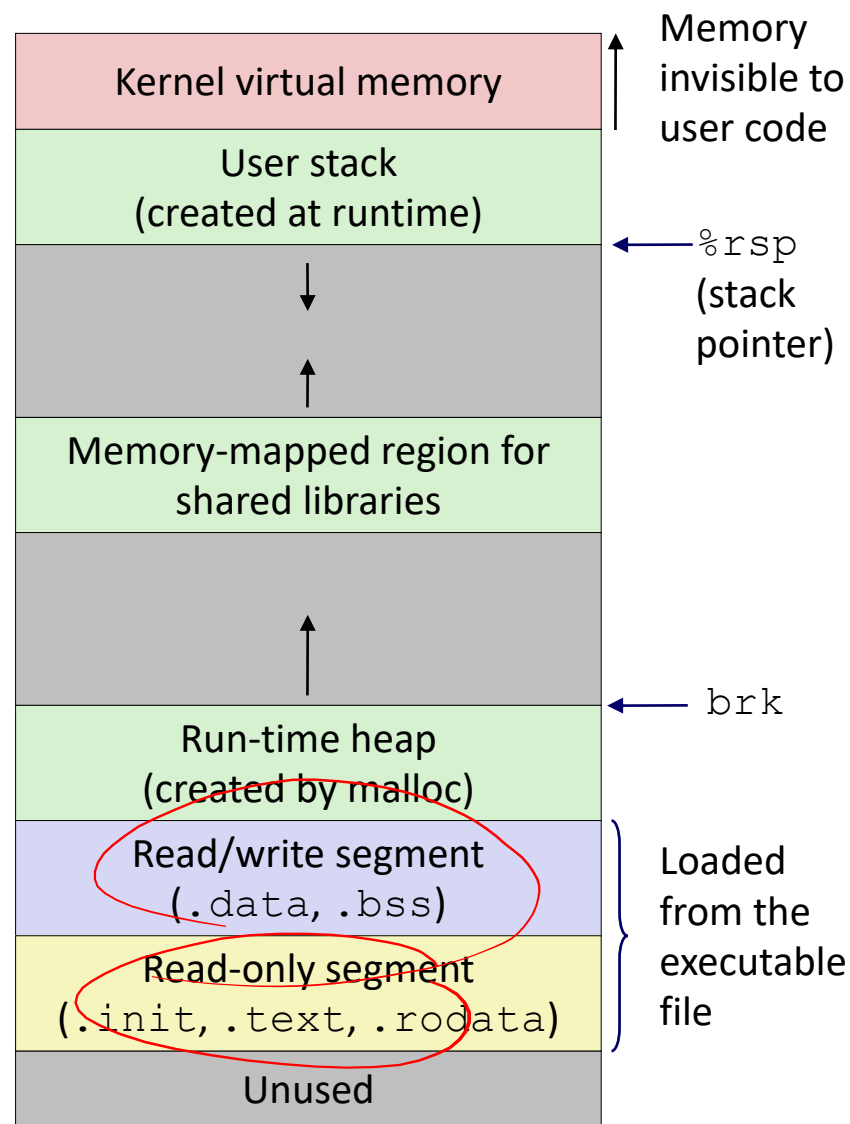 Kernel virtual memory
Memory
invisible to
user code
User stack
(created at runtime)
%rsp
(stack
pointer)
Memory-mapped region for
shared libraries
brk
Run-time heap
(created by malloc)
Read/write segment
(.data, .bss)
Read-only segment
(.init, .text, .rodata)
Loaded
from the
executable
file
Unused